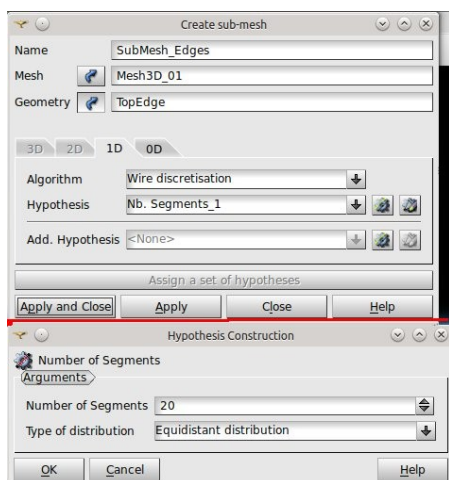 Create sub-mesh
Name SubMesh_Edges
Mesh Mesh3D_01
Geometry TopEdge
3D 2D 1D 0D
Algorithm Wire discretisation
Hypothesis Nb. Segments_1
Add. Hypothesis <None>
Assign a set of hypotheses
Apply and Close Apply Close Help
Hypothesis Construction
Number of Segments
Arguments
Number of Segments 20
Type of distribution Equidistant distribution
OK Cancel Help